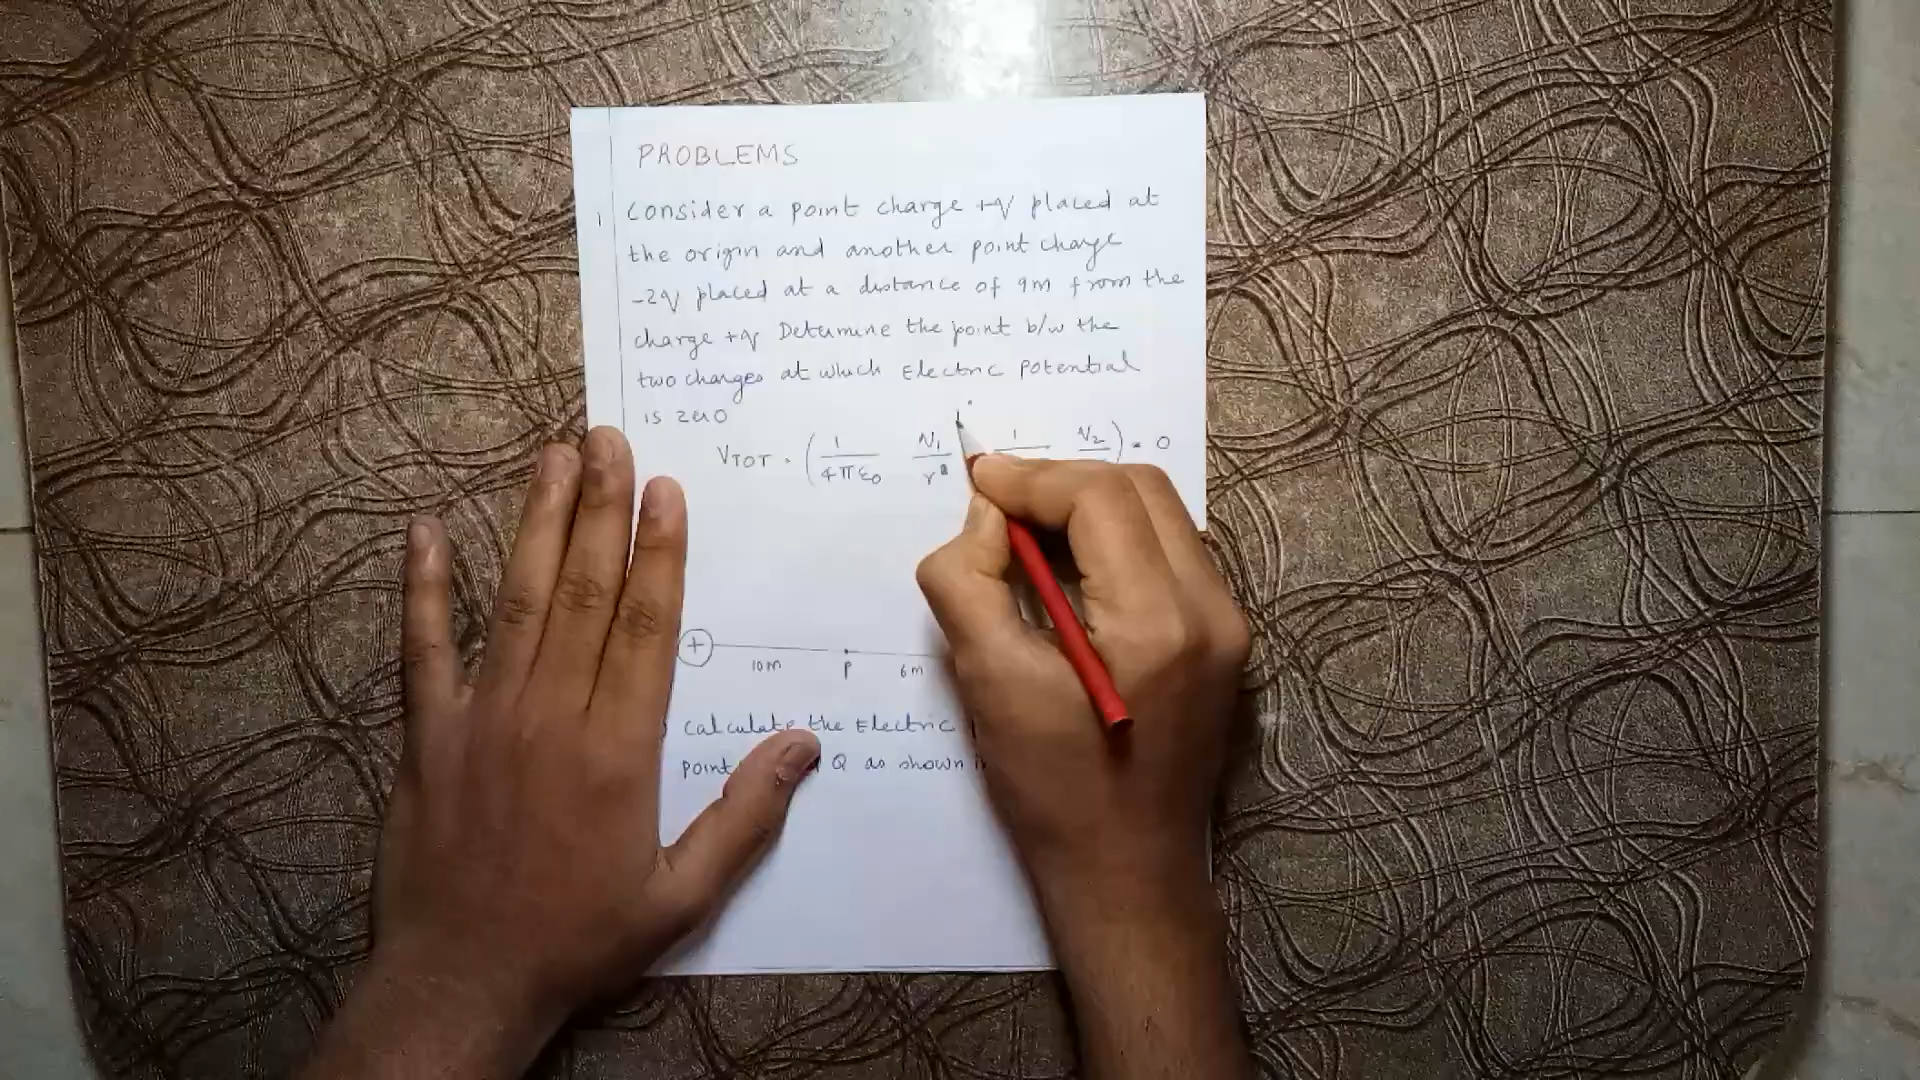 PROBLEMS
1 Consider a point charge +q placed at
the origin and another point charge
-2q placed at a distance of 9m from the
charge +q Determine the point b/w the
two charges at which Electric potential
is zero
VTOT = ( 1 q1 1 q2 ) = 0
4πε0 r
+
10m P 6m
Calculate the Electric
point Q as shown